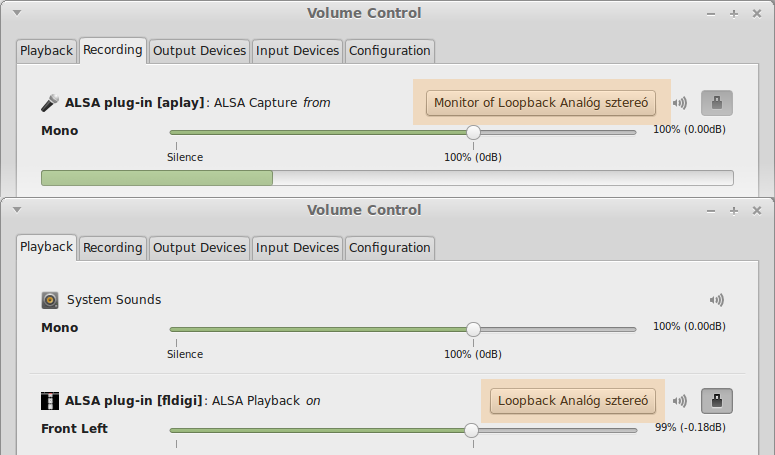 Volume Control
Playback Recording Output Devices Input Devices Configuration
ALSA plug-in [aplay]: ALSA Capture from Monitor of Loopback Analóg sztereó
Mono 100% (0.00dB)
Silence 100% (0dB)
Volume Control
Playback Recording Output Devices Input Devices Configuration
System Sounds
Mono 100% (0.00dB)
Silence 100% (0dB)
ALSA plug-in [fldigi]: ALSA Playback on Loopback Analóg sztereó
Front Left 99% (-0.18dB)